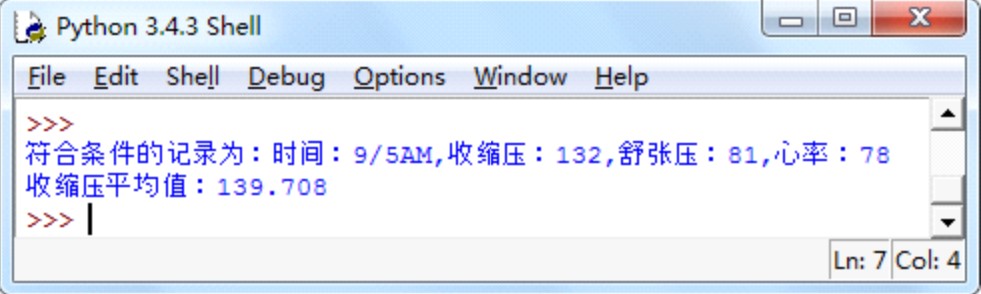 Python 3.4.3 Shell
File Edit Shell Debug Options Window Help
>>>
符合条件的记录为：时间：9/5AM,收缩压：132,舒张压：81,心率：78
收缩压平均值：139.708
>>>
Ln: 7 Col: 4